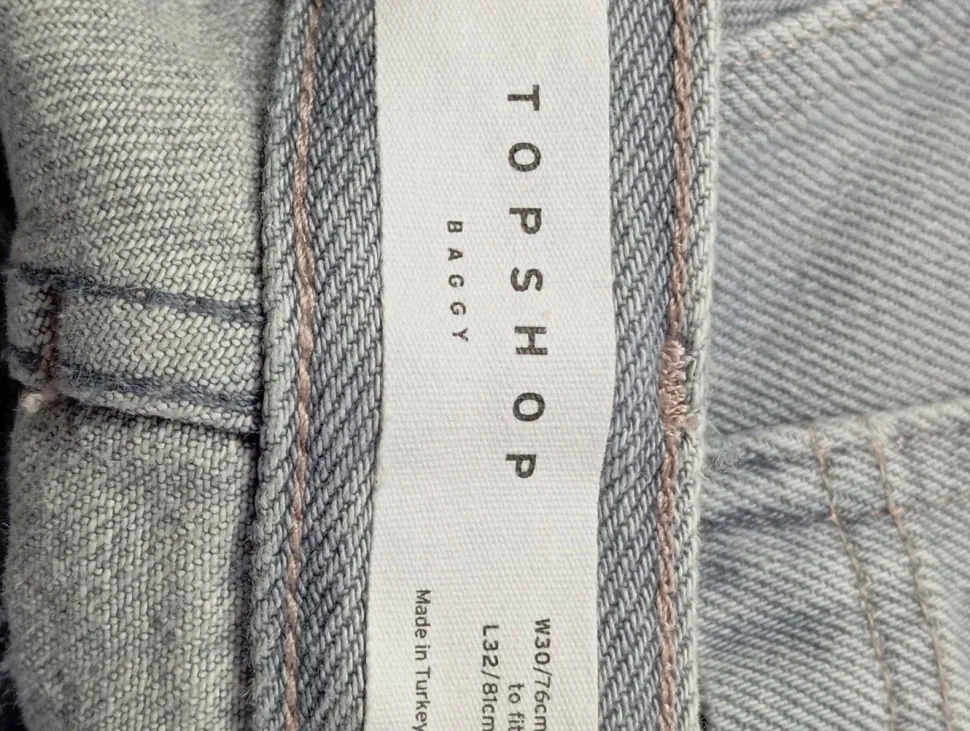 TOPSHOP
BAGGY
W30/76cm
to fit
L32/81cm
Made in Turkey